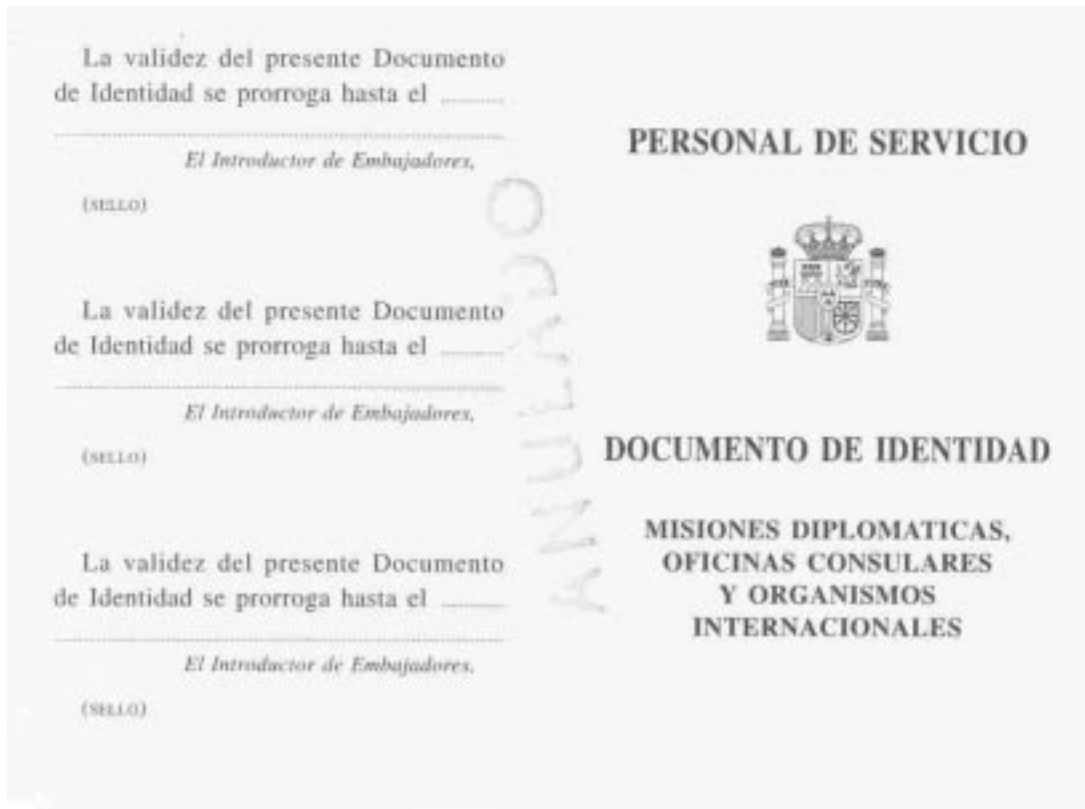 La validez del presente Documento
de Identidad se prorroga hasta el ..........
El Introductor de Embajadores,
(SELLO)
La validez del presente Documento
de Identidad se prorroga hasta el ..........
El Introductor de Embajadores,
(SELLO)
La validez del presente Documento
de Identidad se prorroga hasta el ..........
El Introductor de Embajadores,
(SELLO)
ANULADO
PERSONAL DE SERVICIO
DOCUMENTO DE IDENTIDAD
MISIONES DIPLOMATICAS,
OFICINAS CONSULARES
Y ORGANISMOS
INTERNACIONALES